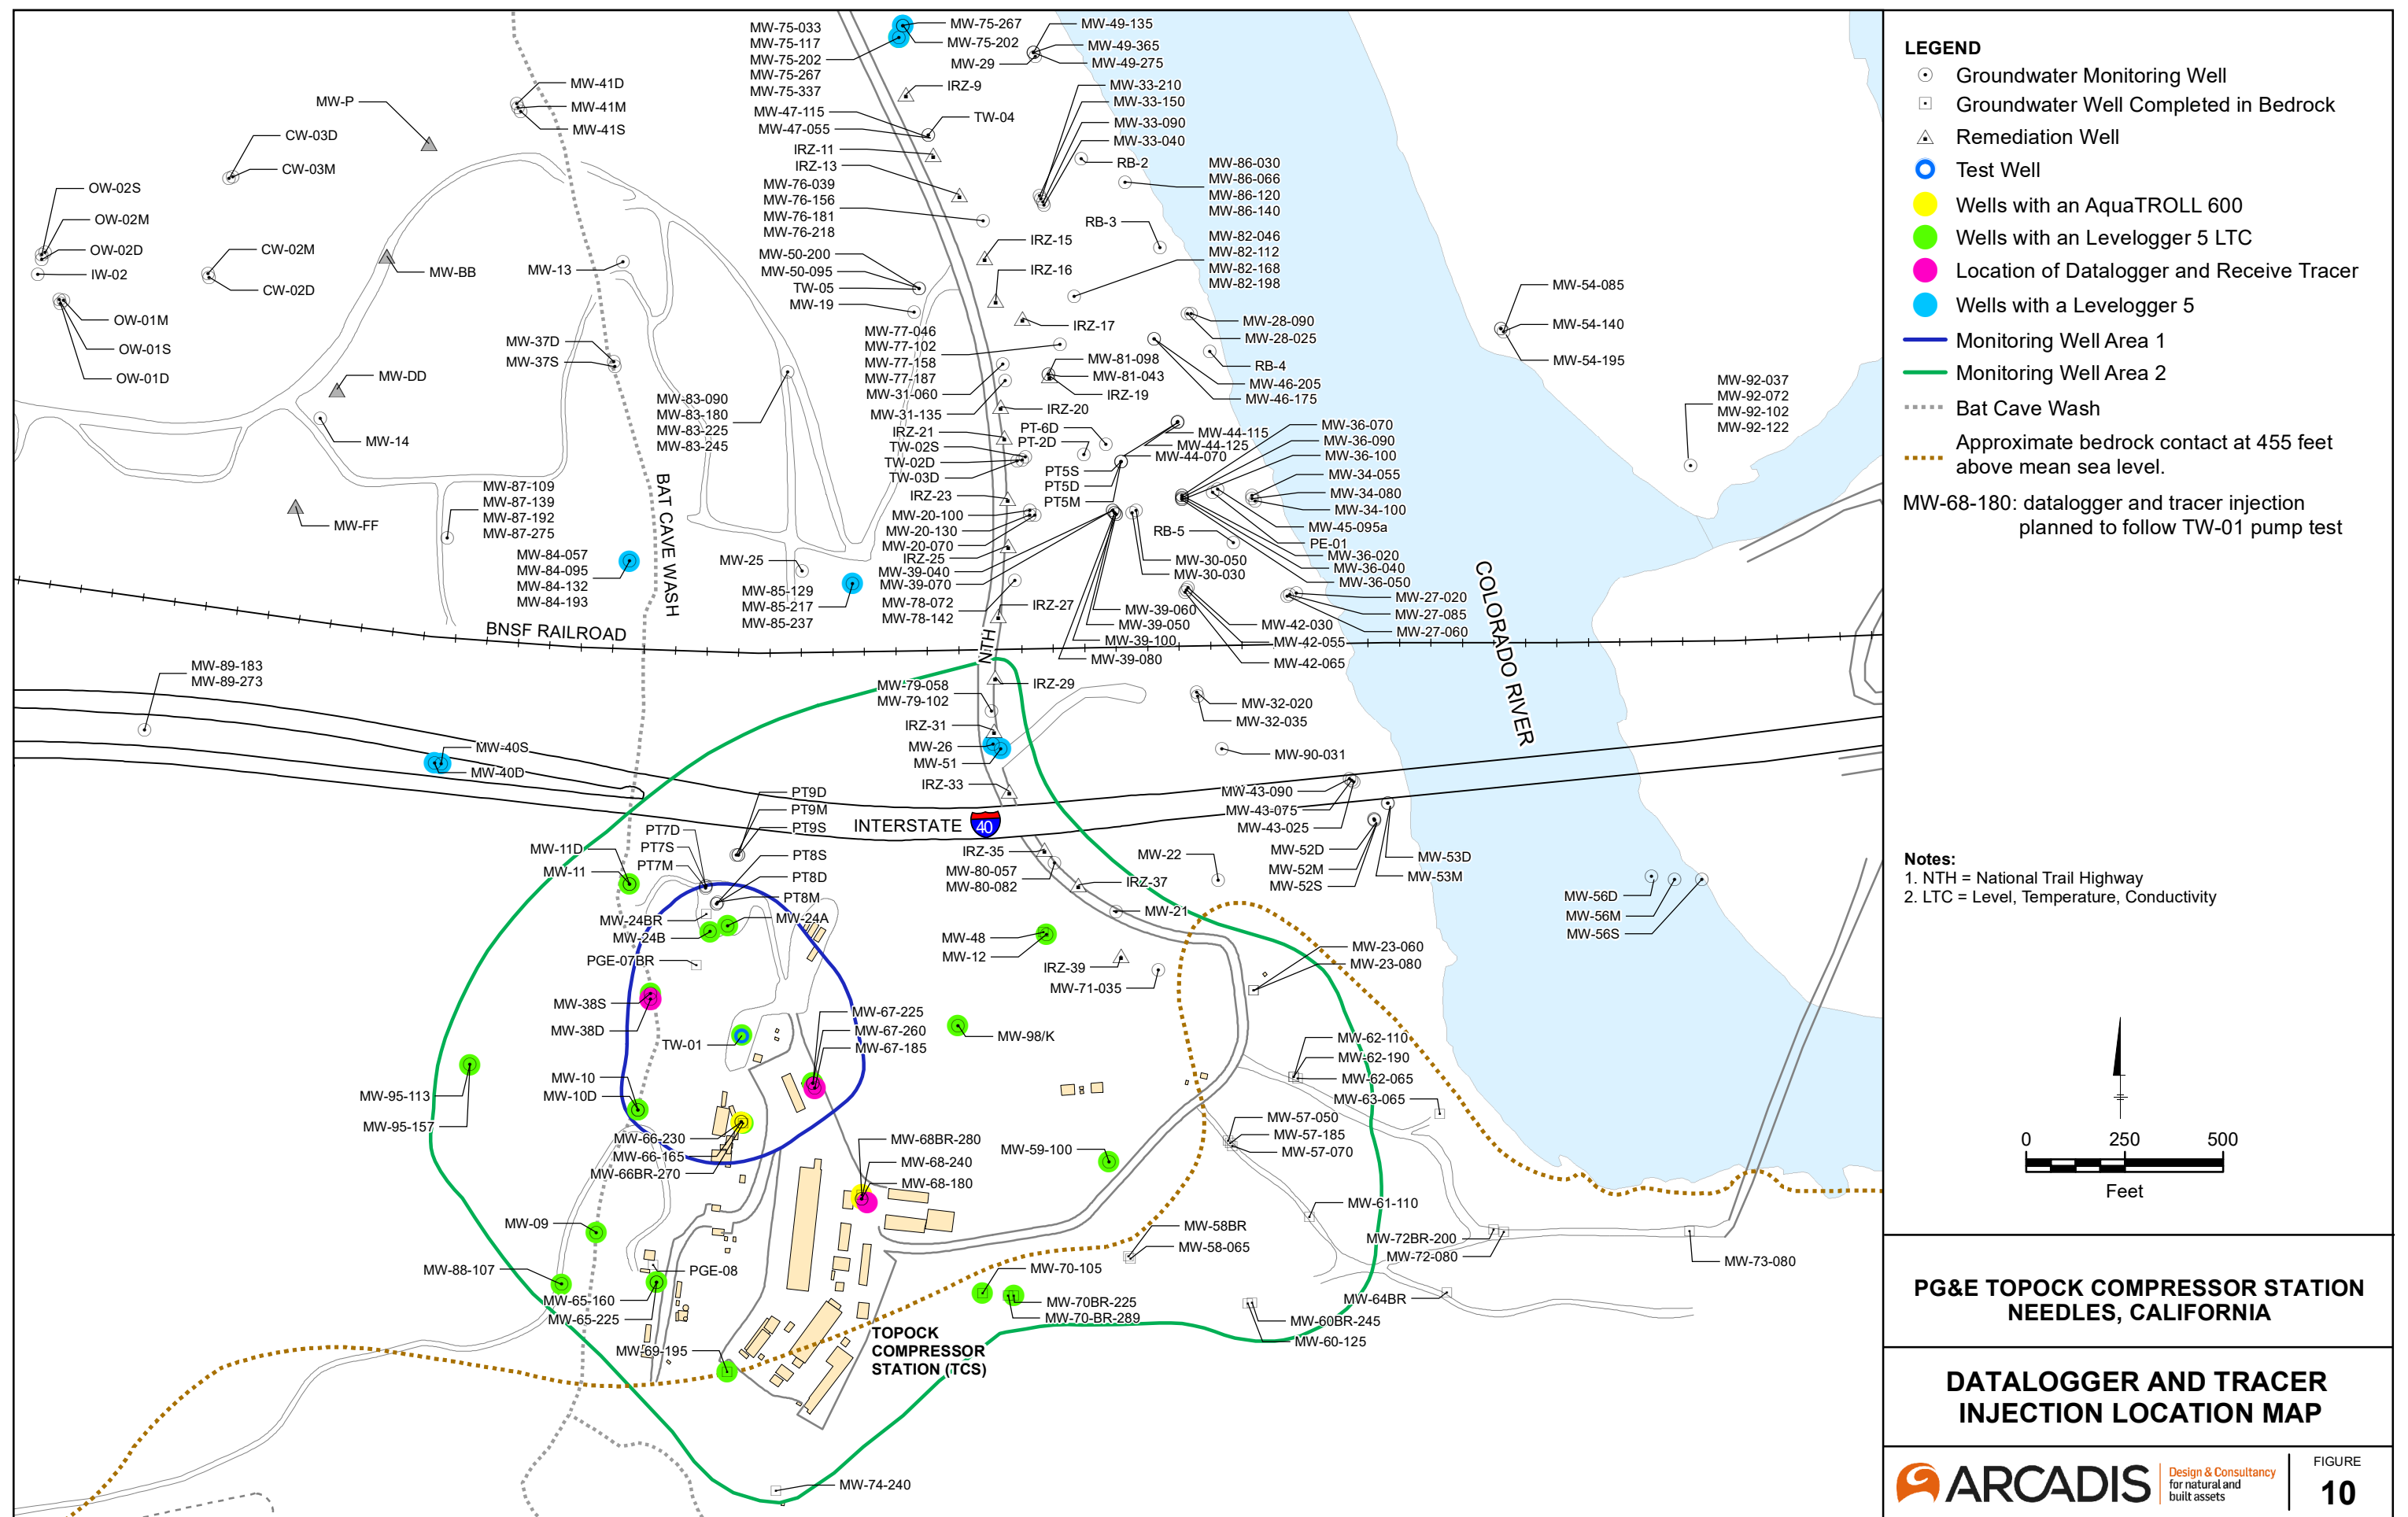 MW-75-033
MW-75-117
MW-75-202
MW-75-267
MW-75-337
MW-75-267
MW-75-202
MW-49-135
MW-49-365
MW-49-275
MW-29
IRZ-9
MW-47-115
MW-47-055
TW-04
IRZ-11
IRZ-13
MW-33-210
MW-33-150
MW-33-090
MW-33-040
RB-2
MW-86-030
MW-86-066
MW-86-120
MW-86-140
MW-76-039
MW-76-156
MW-76-181
MW-76-218
RB-3
MW-82-046
MW-82-112
MW-82-168
MW-82-198
MW-41D
MW-41M
MW-41S
MW-P
CW-03D
CW-03M
OW-02S
OW-02M
OW-02D
IW-02
CW-02M
CW-02D
OW-01M
OW-01S
OW-01D
MW-BB
MW-13
MW-50-200
MW-50-095
TW-05
MW-19
IRZ-15
IRZ-16
IRZ-17
MW-28-090
MW-28-025
RB-4
MW-54-085
MW-54-140
MW-54-195
MW-37D
MW-37S
MW-DD
MW-14
MW-77-046
MW-77-102
MW-77-158
MW-77-187
MW-31-060
MW-31-135
MW-81-098
MW-81-043
IRZ-19
IRZ-20
IRZ-21
MW-46-205
MW-46-175
MW-92-037
MW-92-072
MW-92-102
MW-92-122
MW-83-090
MW-83-180
MW-83-225
MW-83-245
PT-6D
PT-2D
TW-02S
TW-02D
TW-03D
MW-44-115
MW-44-125
MW-44-070
PT5S
PT5D
PT5M
MW-36-070
MW-36-090
MW-36-100
MW-34-055
MW-34-080
MW-34-100
MW-45-095a
PE-01
MW-36-020
MW-36-040
MW-36-050
IRZ-23
MW-20-100
MW-20-130
MW-20-070
IRZ-25
MW-39-040
MW-39-070
RB-5
MW-30-050
MW-30-030
MW-87-109
MW-87-139
MW-87-192
MW-87-275
MW-FF
MW-84-057
MW-84-095
MW-84-132
MW-84-193
BAT CAVE WASH
MW-25
MW-85-129
MW-85-217
MW-85-237
MW-78-072
MW-78-142
IRZ-27
MW-39-060
MW-39-050
MW-39-100
MW-39-080
MW-42-030
MW-42-055
MW-42-065
MW-27-020
MW-27-085
MW-27-060
COLORADO RIVER
BNSF RAILROAD
NTH
MW-89-183
MW-89-273
MW-79-058
MW-79-102
IRZ-29
IRZ-31
MW-26
MW-51
IRZ-33
MW-32-020
MW-32-035
MW-90-031
MW-40S
MW-40D
MW-43-090
MW-43-075
MW-43-025
INTERSTATE
40
PT9D
PT9M
PT9S
PT7D
PT7S
PT7M
PT8S
PT8D
PT8M
MW-11D
MW-11
MW-24BR
MW-24B
MW-24A
PGE-07BR
IRZ-35
MW-80-057
MW-80-082
IRZ-37
MW-22
MW-21
MW-52D
MW-52M
MW-52S
MW-53D
MW-53M
MW-56D
MW-56M
MW-56S
MW-48
MW-12
IRZ-39
MW-71-035
MW-23-060
MW-23-080
MW-38S
MW-38D
TW-01
MW-67-225
MW-67-260
MW-67-185
MW-98/K
MW-62-110
MW-62-190
MW-62-065
MW-63-065
MW-10
MW-10D
MW-95-113
MW-95-157
MW-57-050
MW-57-185
MW-57-070
MW-66-230
MW-66-165
MW-66BR-270
MW-68BR-280
MW-68-240
MW-68-180
MW-59-100
MW-09
MW-61-110
MW-58BR
MW-58-065
MW-72BR-200
MW-72-080
MW-73-080
MW-64BR
MW-88-107
PGE-08
MW-65-160
MW-65-225
MW-70-105
MW-70BR-225
MW-70-BR-289
MW-60BR-245
MW-60-125
MW-69-195
TOPOCK
COMPRESSOR
STATION (TCS)
MW-74-240
LEGEND
Groundwater Monitoring Well
Groundwater Well Completed in Bedrock
Remediation Well
Test Well
Wells with an AquaTROLL 600
Wells with an Levelogger 5 LTC
Location of Datalogger and Receive Tracer
Wells with a Levelogger 5
Monitoring Well Area 1
Monitoring Well Area 2
Bat Cave Wash
Approximate bedrock contact at 455 feet
above mean sea level.
MW-68-180: datalogger and tracer injection
planned to follow TW-01 pump test
Notes:
1. NTH = National Trail Highway
2. LTC = Level, Temperature, Conductivity
0 250 500
Feet
PG&E TOPOCK COMPRESSOR STATION
NEEDLES, CALIFORNIA
DATALOGGER AND TRACER
INJECTION LOCATION MAP
ARCADIS
Design & Consultancy
for natural and
built assets
FIGURE
10